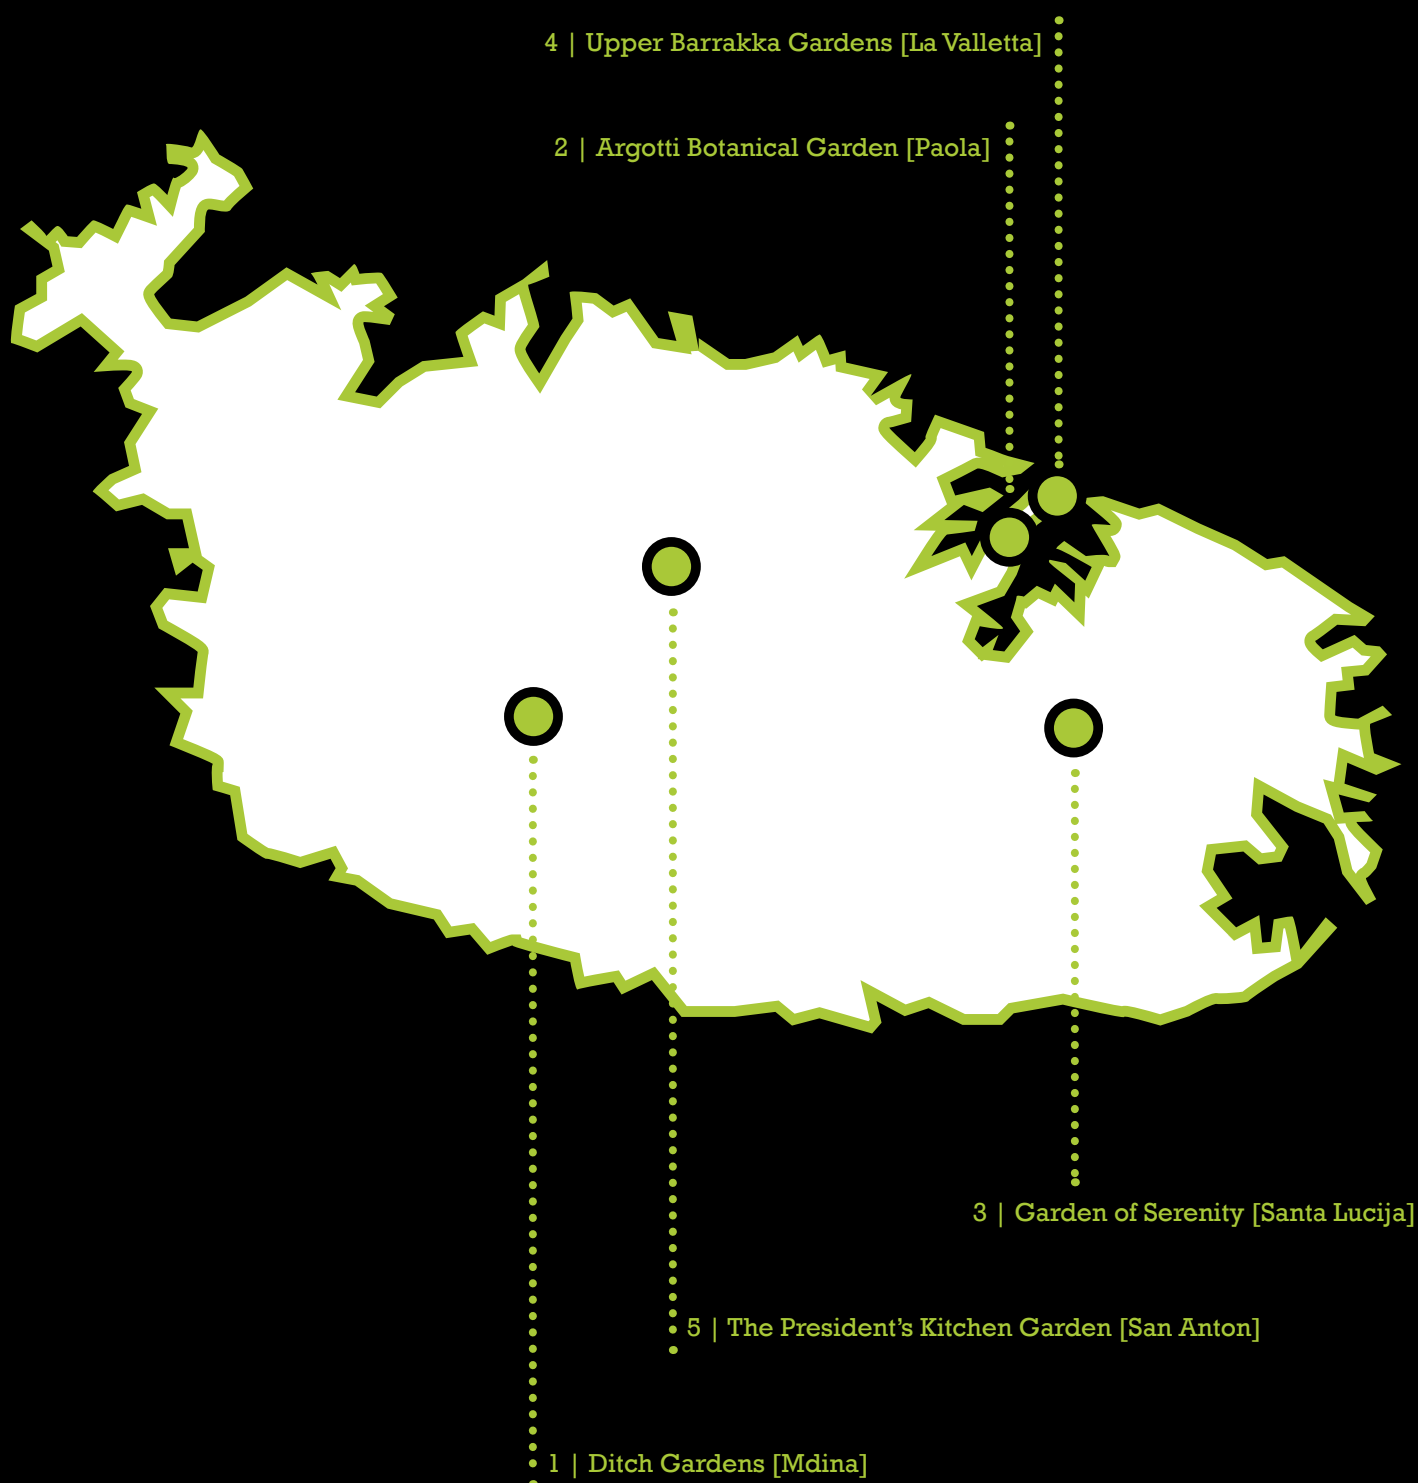 4 | Upper Barrakka Gardens [La Valletta]
2 | Argotti Botanical Garden [Paola]
3 | Garden of Serenity [Santa Lucija]
5 | The President’s Kitchen Garden [San Anton]
1 | Ditch Gardens [Mdina]